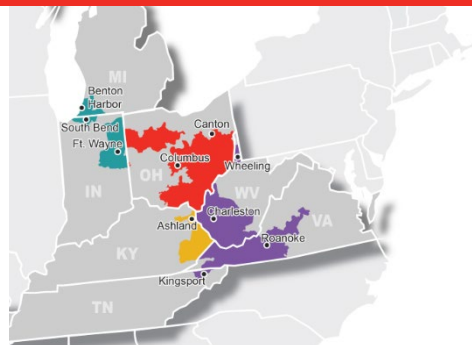 MI
Benton
Harbor
South Bend
Ft. Wayne
Canton
Columbus
OH
Wheeling
IN
WV
Charleston
Ashland
VA
Roanoke
KY
Kingsport
TN